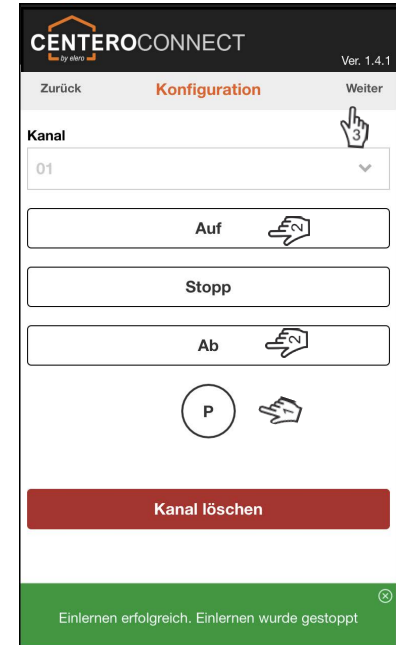 CENTEROCONNECT
by elero
Ver. 1.4.1
Zurück Konfiguration Weiter
3
Kanal
01
Auf 2
Stopp
Ab 2
P 1
Kanal löschen
Einlernen erfolgreich. Einlernen wurde gestoppt